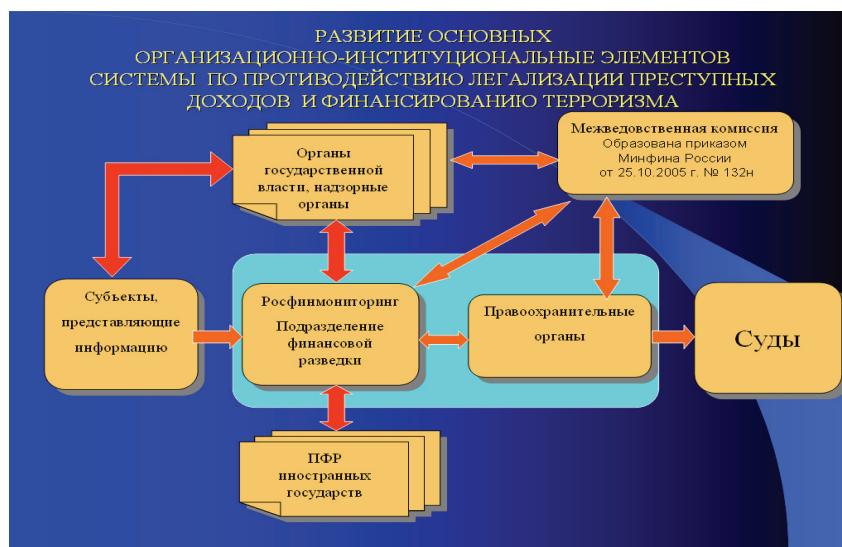 РАЗВИТИЕ ОСНОВНЫХ
ОРГАНИЗАЦИОННО-ИНСТИТУЦИОНАЛЬНЫЕ ЭЛЕМЕНТОВ
СИСТЕМЫ ПО ПРОТИВОДЕЙСТВИЮ ЛЕГАЛИЗАЦИИ ПРЕСТУПНЫХ
ДОХОДОВ И ФИНАНСИРОВАНИЮ ТЕРРОРИЗМА
Органы
государственной
власти, надзорные
органы
Межведовственная комиссия
Образована приказом
Минфина России
от 25.10.2005 г. № 132н
Субъекты,
представляющие
информацию
Росфинмониторинг
Подразделение
финансовой
разведки
Правоохранительные
органы
Суды
ПФР
иностранных
государств